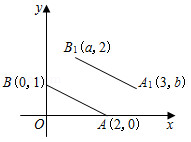 y
B₁(a, 2)
A₁(3, b)
B(0, 1)
O
A(2, 0)
x